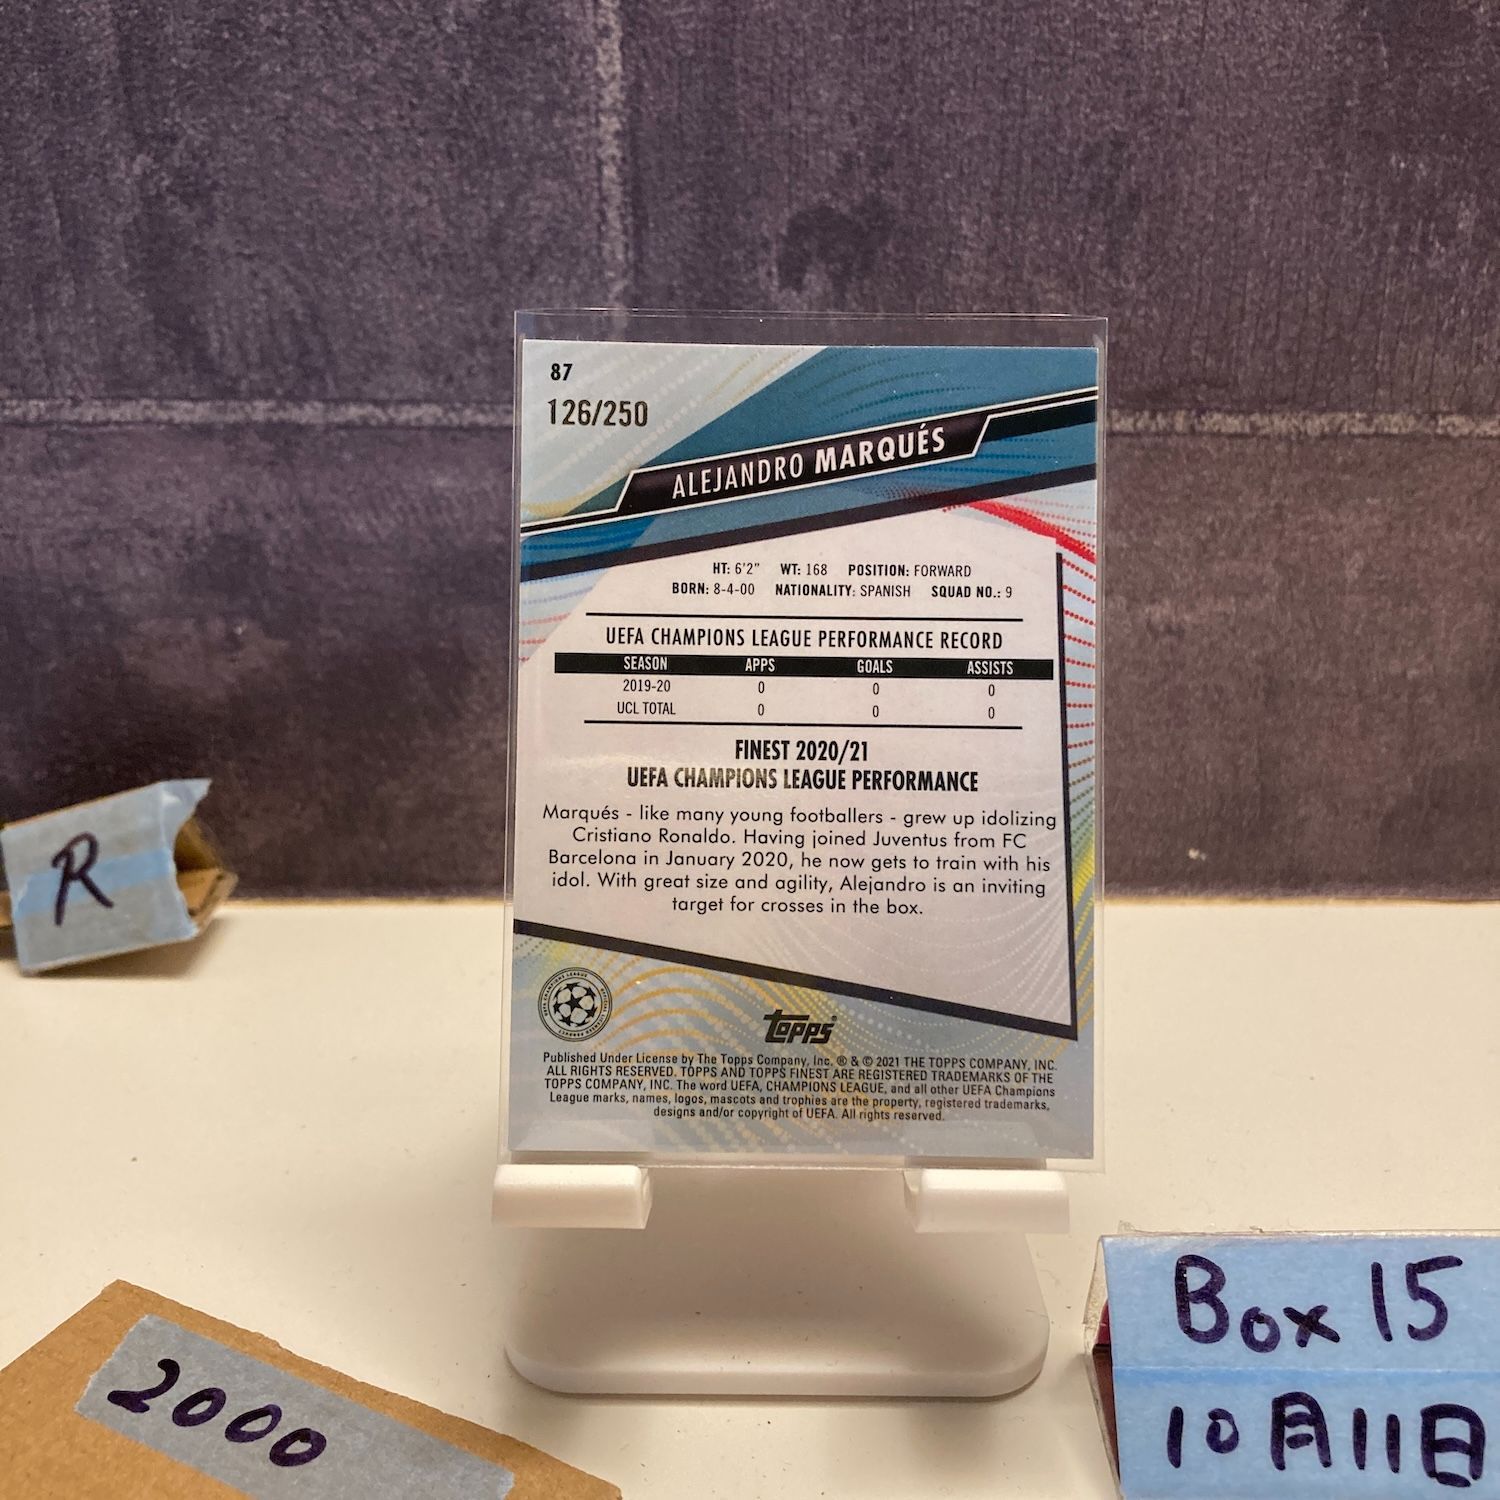 87
126/250
ALEJANDRO MARQUÉS
HT: 6'2" WT: 168 POSITION: FORWARD
BORN: 8-4-00 NATIONALITY: SPANISH SQUAD NO.: 9
UEFA CHAMPIONS LEAGUE PERFORMANCE RECORD
SEASON APPS GOALS ASSISTS
2019-20 0 0 0
UCL TOTAL 0 0 0
FINEST 2020/21
UEFA CHAMPIONS LEAGUE PERFORMANCE
Marqués - like many young footballers - grew up idolizing
Cristiano Ronaldo. Having joined Juventus from FC
Barcelona in January 2020, he now gets to train with his
idol. With great size and agility, Alejandro is an inviting
target for crosses in the box.
topps
Published Under License by The Topps Company, Inc. ® & © 2021 THE TOPPS COMPANY, INC.
ALL RIGHTS RESERVED. TOPPS AND TOPPS FINEST ARE REGISTERED TRADEMARKS OF THE
TOPPS COMPANY, INC. The word UEFA, CHAMPIONS LEAGUE, and all other UEFA Champions
League marks, names, logos, mascots and trophies are the property, registered trademarks,
designs and/or copyright of UEFA. All rights reserved.
R
2000
Box 15
10月11日